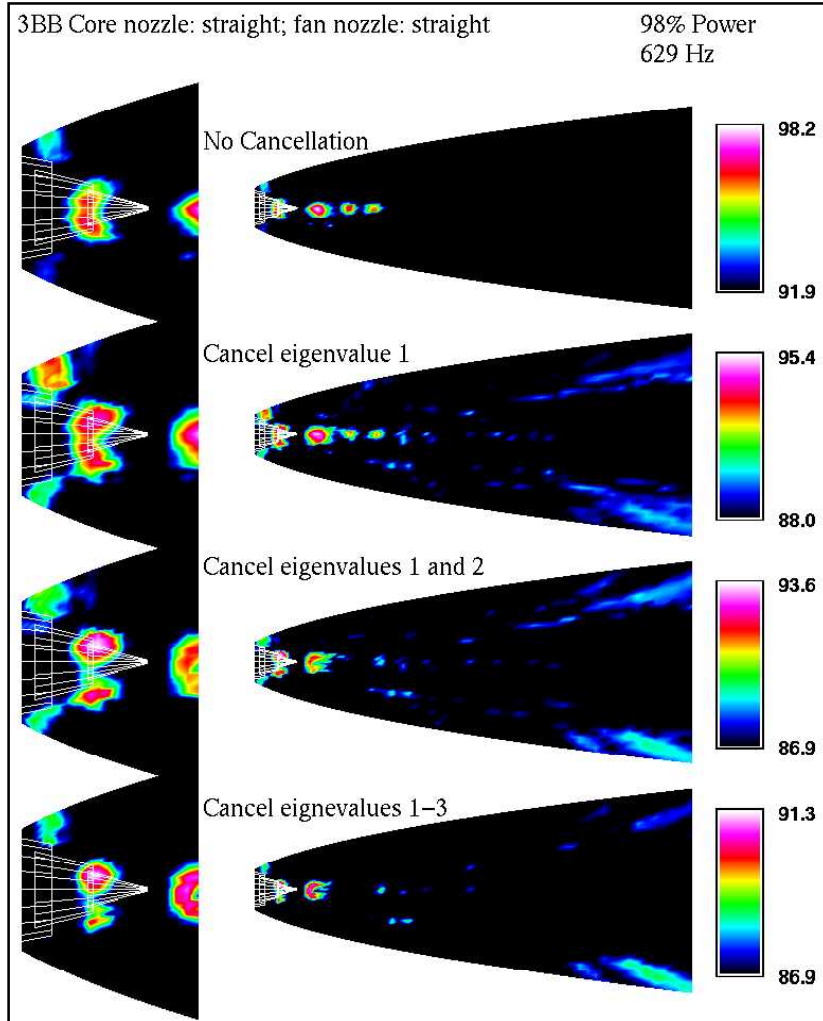 3BB Core nozzle: straight; fan nozzle: straight
98% Power
629 Hz
No Cancellation
98.2
91.9
Cancel eigenvalue 1
95.4
88.0
Cancel eigenvalues 1 and 2
93.6
86.9
Cancel eignevalues 1–3
91.3
86.9